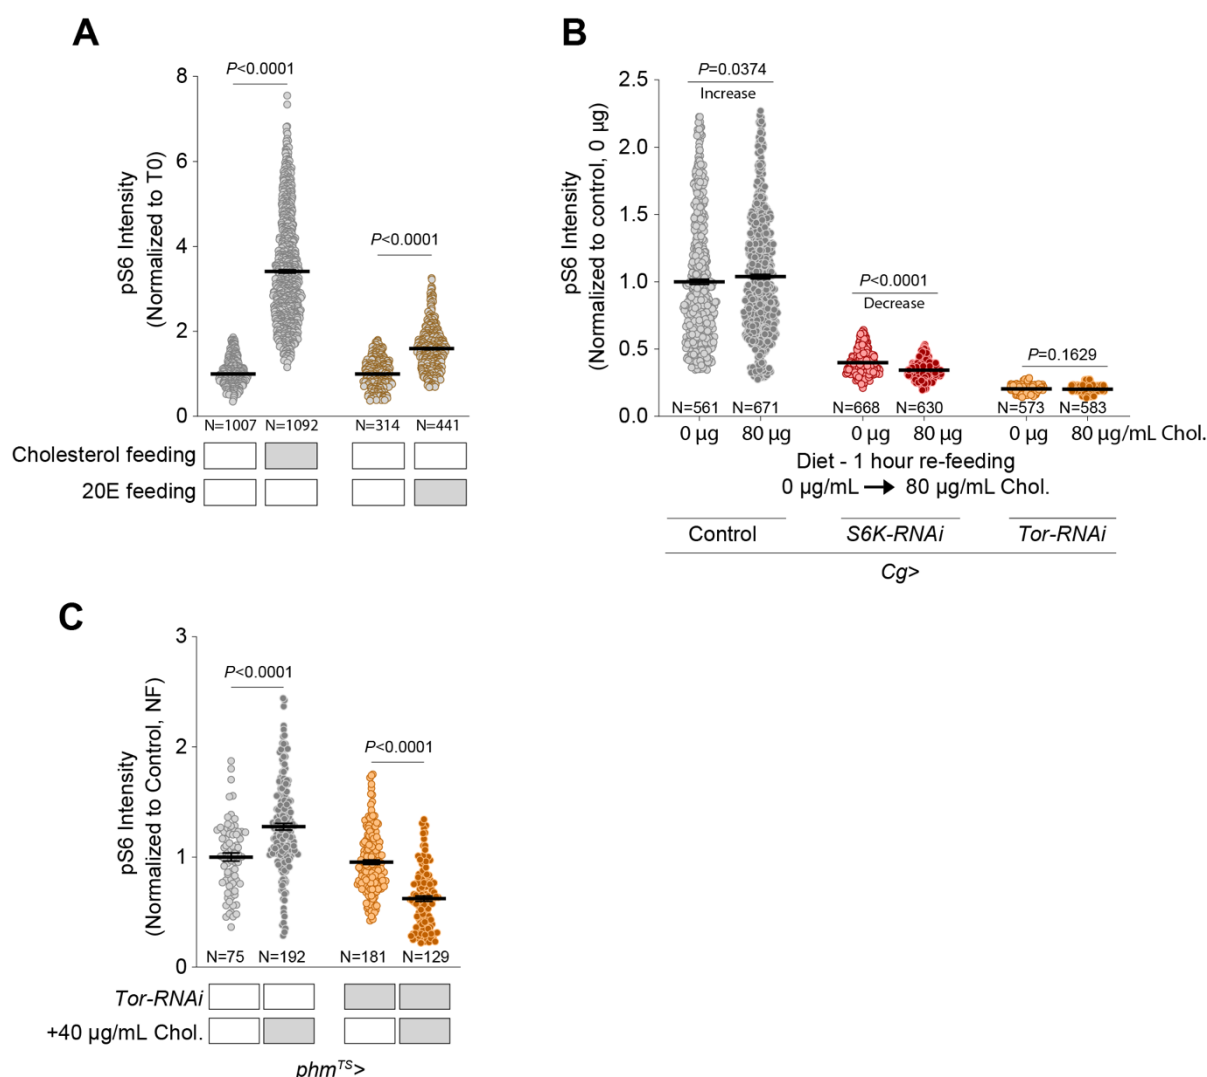 A
P<0.0001
P<0.0001
pS6 Intensity
(Normalized to T0)
8
6
4
2
0
N=1007 N=1092 N=314 N=441
Cholesterol feeding
20E feeding
B
P=0.0374
Increase
P<0.0001
Decrease
P=0.1629
pS6 Intensity
(Normalized to control, 0 µg)
2.5
2.0
1.5
1.0
0.5
0.0
N=561 N=671 N=668 N=630 N=573 N=583
0 µg 80 µg 0 µg 80 µg 0 µg 80 µg/mL Chol.
Diet - 1 hour re-feeding
0 µg/mL → 80 µg/mL Chol.
Control S6K-RNAi Tor-RNAi
Cg>
C
P<0.0001
P<0.0001
pS6 Intensity
(Normalized to Control, NF)
3
2
1
0
N=75 N=192 N=181 N=129
Tor-RNAi
+40 µg/mL Chol.
phmTS>